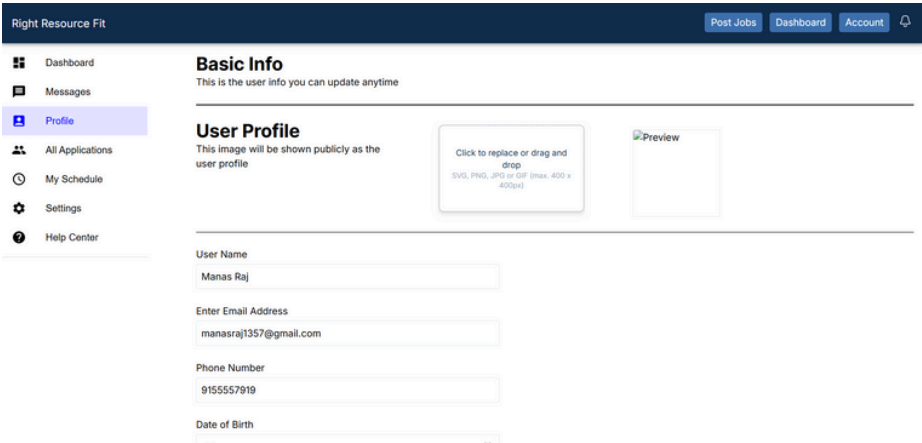 Right Resource Fit
Post Jobs
Dashboard
Account
Dashboard
Messages
Profile
All Applications
My Schedule
Settings
Help Center
Basic Info
This is the user info you can update anytime
User Profile
This image will be shown publicly as the
user profile
Click to replace or drag and
drop
SVG, PNG, JPG or GIF (max. 400 x
400px)
Preview
User Name
Manas Raj
Enter Email Address
manasraj1357@gmail.com
Phone Number
9155557919
Date of Birth